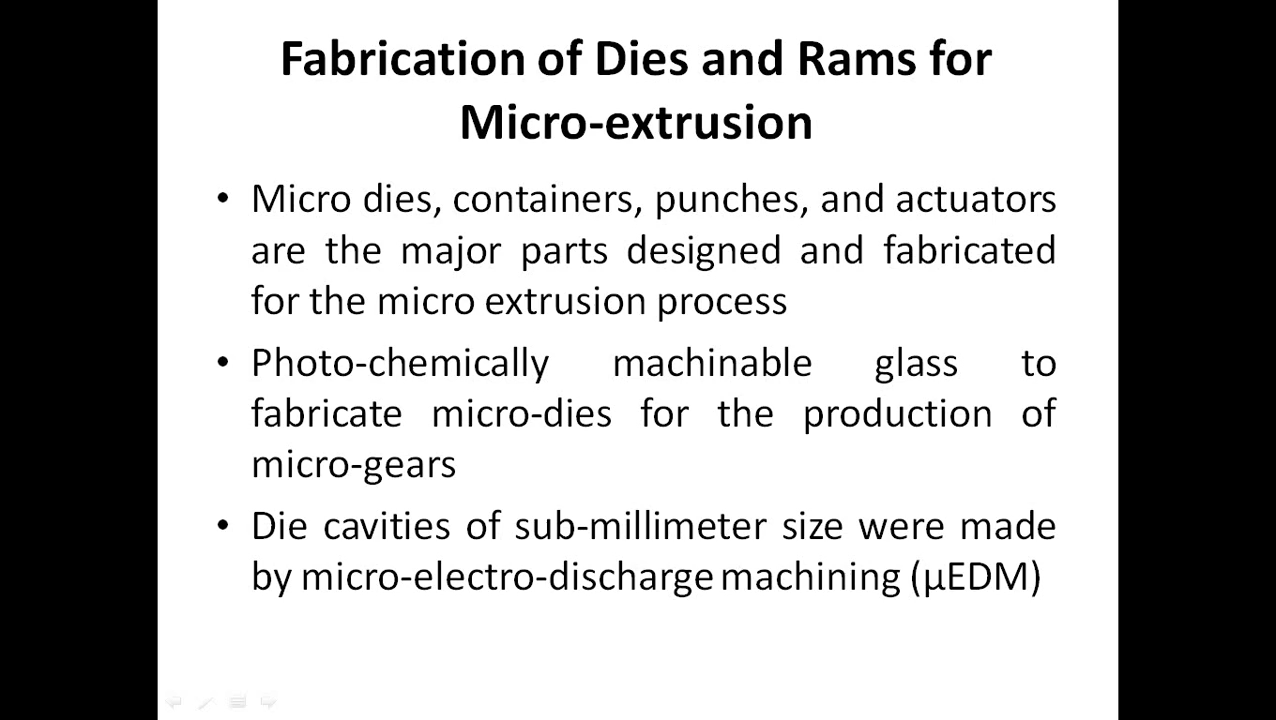 Fabrication of Dies and Rams for
Micro-extrusion
• Micro dies, containers, punches, and actuators
are the major parts designed and fabricated
for the micro extrusion process
• Photo-chemically machinable glass to
fabricate micro-dies for the production of
micro-gears
• Die cavities of sub-millimeter size were made
by micro-electro-discharge machining (μEDM)